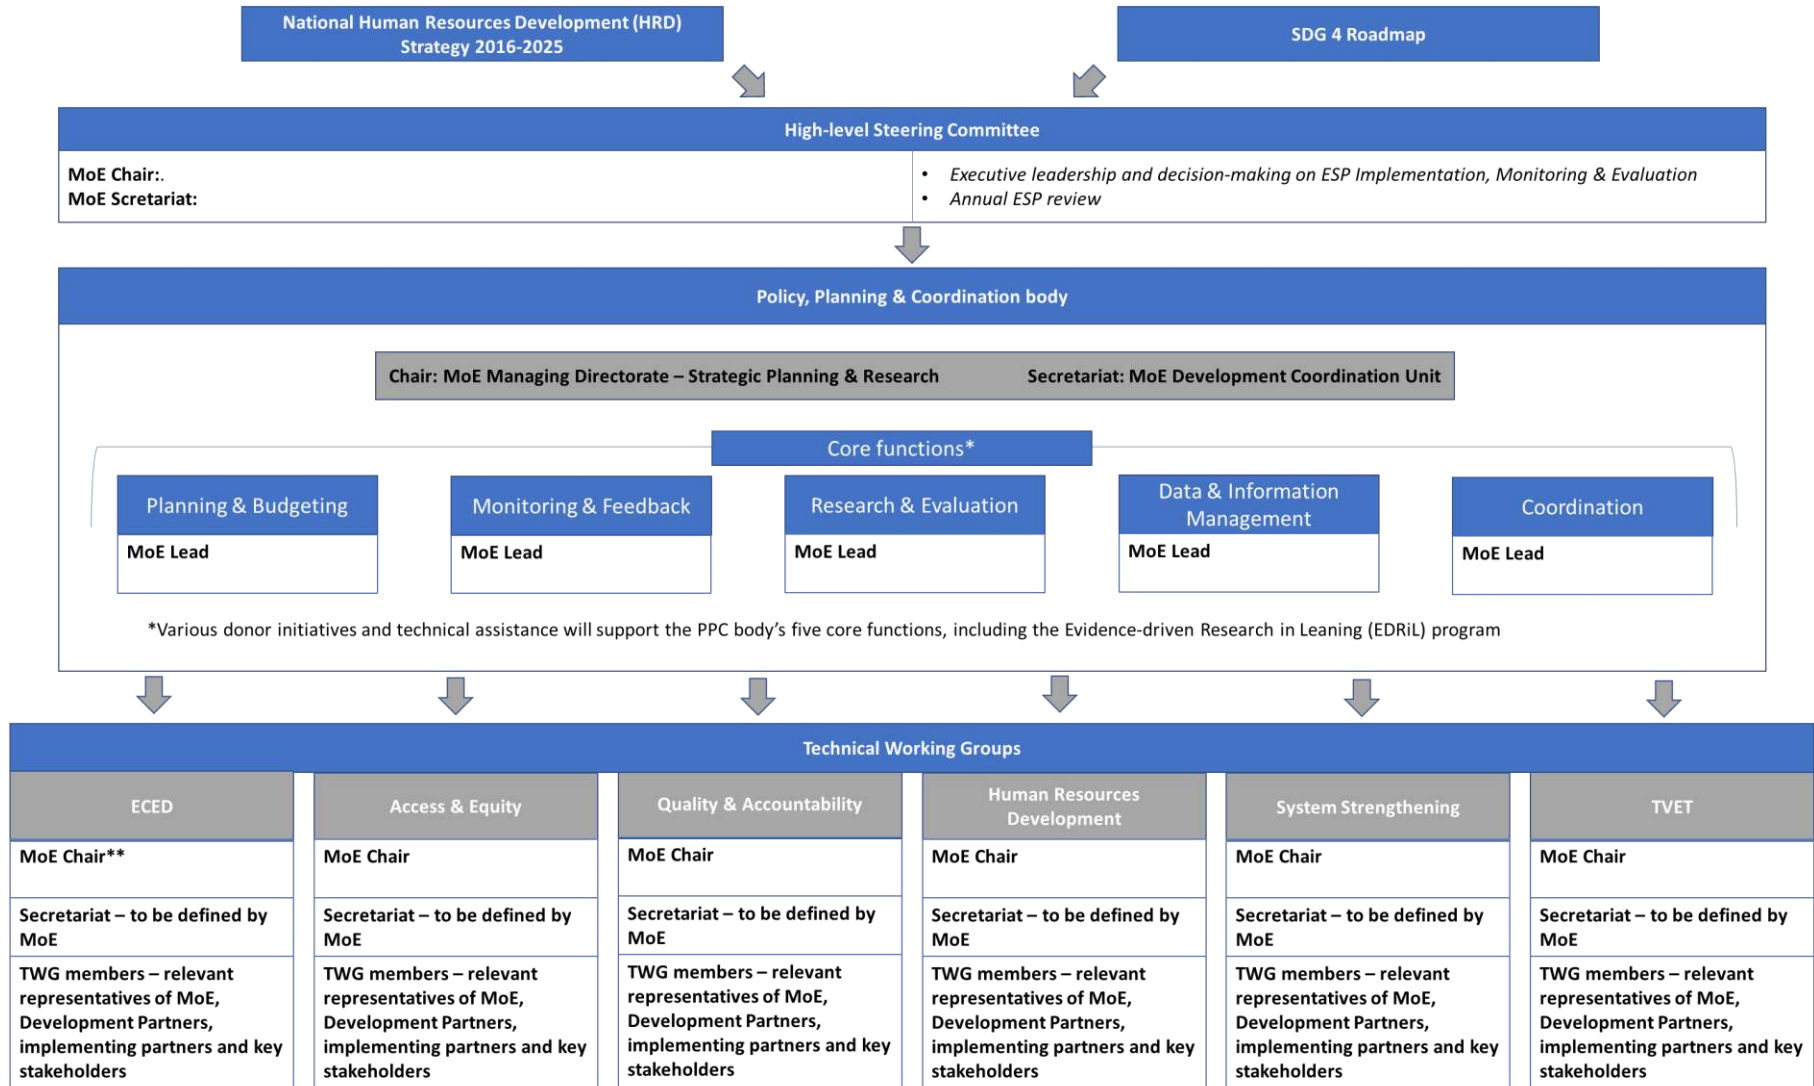 National Human Resources Development (HRD)
Strategy 2016-2025
SDG 4 Roadmap
High-level Steering Committee
MoE Chair:.
MoE Scretariat:
• Executive leadership and decision-making on ESP Implementation, Monitoring & Evaluation
• Annual ESP review
Policy, Planning & Coordination body
Chair: MoE Managing Directorate – Strategic Planning & Research
Secretariat: MoE Development Coordination Unit
Core functions*
Planning & Budgeting
MoE Lead
Monitoring & Feedback
MoE Lead
Research & Evaluation
MoE Lead
Data & Information
Management
MoE Lead
Coordination
MoE Lead
*Various donor initiatives and technical assistance will support the PPC body's five core functions, including the Evidence-driven Research in Leaning (EDRiL) program
Technical Working Groups
ECED
MoE Chair**
Secretariat – to be defined by
MoE
TWG members – relevant
representatives of MoE,
Development Partners,
implementing partners and key
stakeholders
Access & Equity
MoE Chair
Secretariat – to be defined by
MoE
TWG members – relevant
representatives of MoE,
Development Partners,
implementing partners and key
stakeholders
Quality & Accountability
MoE Chair
Secretariat – to be defined by
MoE
TWG members – relevant
representatives of MoE,
Development Partners,
implementing partners and key
stakeholders
Human Resources
Development
MoE Chair
Secretariat – to be defined by
MoE
TWG members – relevant
representatives of MoE,
Development Partners,
implementing partners and key
stakeholders
System Strengthening
MoE Chair
Secretariat – to be defined by
MoE
TWG members – relevant
representatives of MoE,
Development Partners,
implementing partners and key
stakeholders
TVET
MoE Chair
Secretariat – to be defined by
MoE
TWG members – relevant
representatives of MoE,
Development Partners,
implementing partners and key
stakeholders